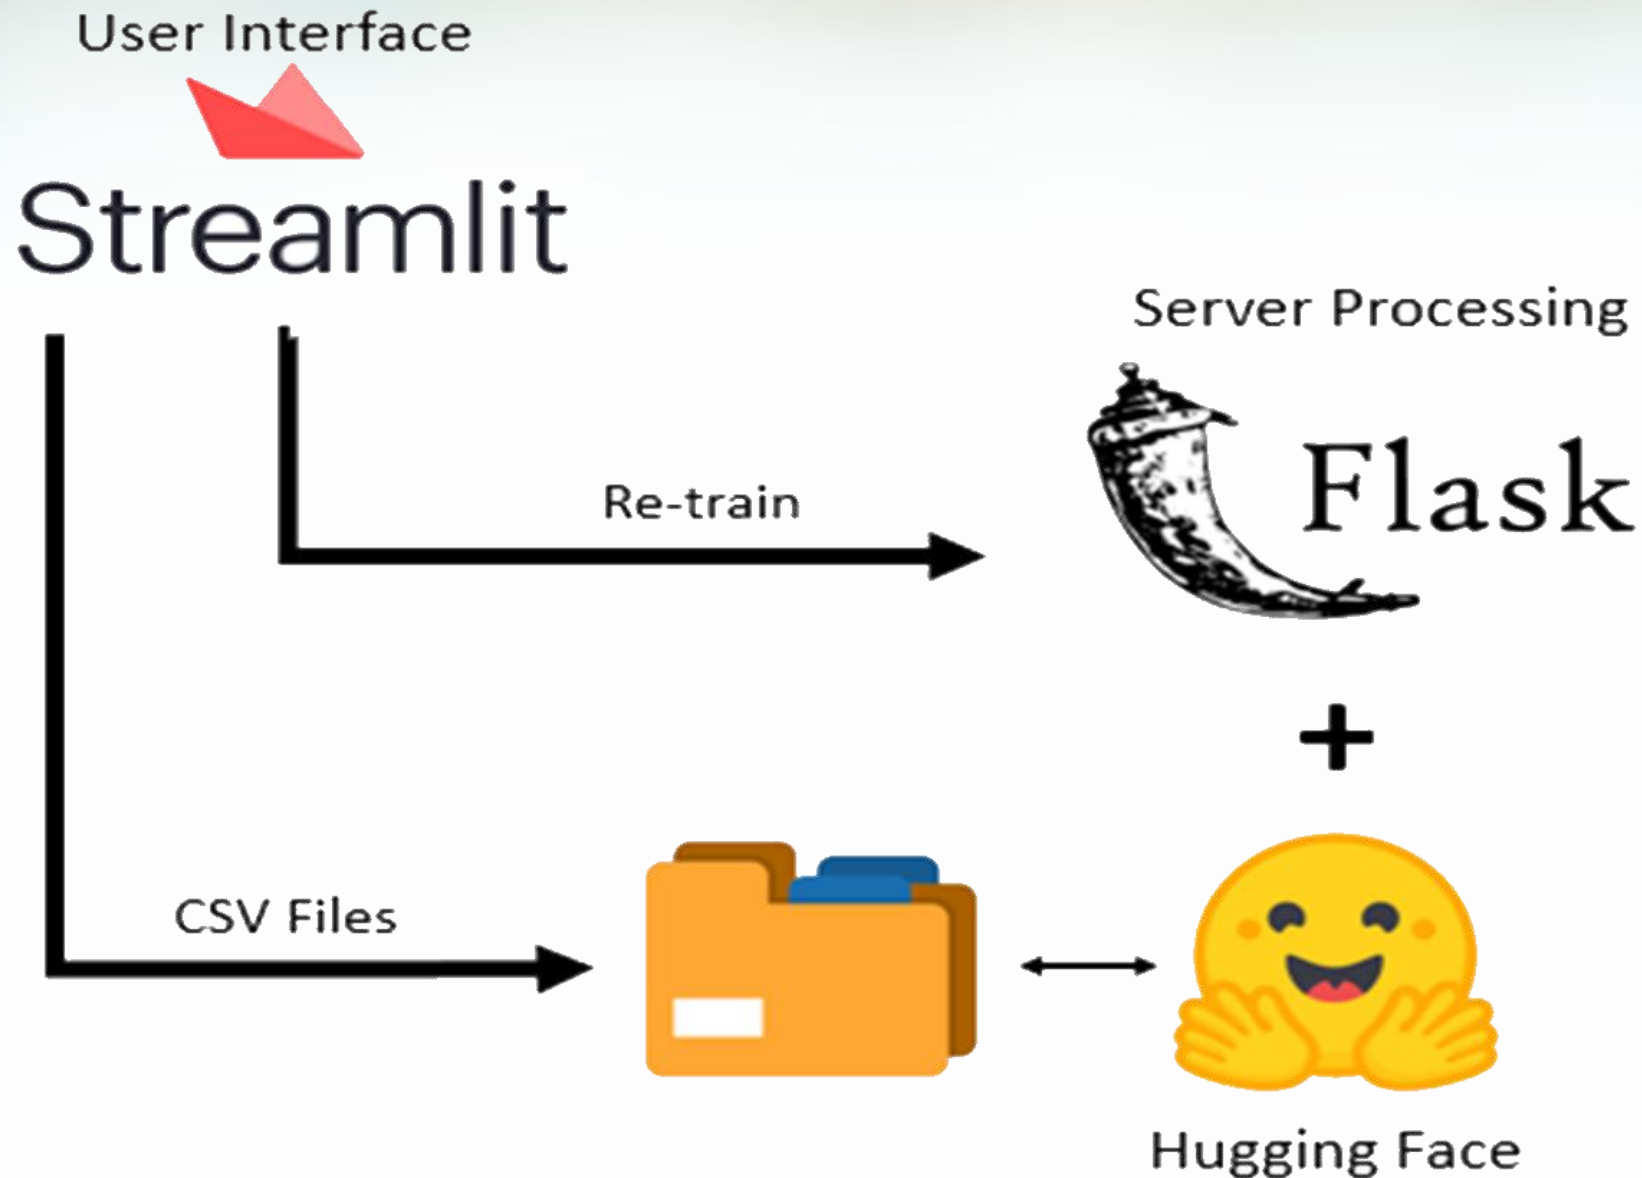 User Interface
Streamlit
Server Processing
Flask
Re-train
CSV Files
Hugging Face